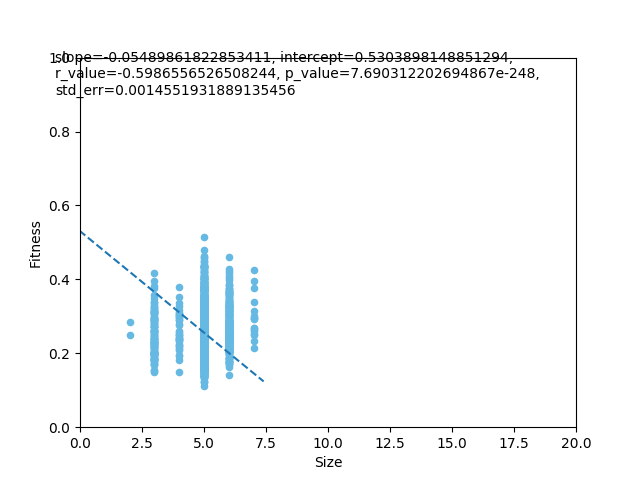 slope=-0.05489861822853411, intercept=0.5303898148851294,
r_value=-0.5986556526508244, p_value=7.690312202694867e-248,
std_err=0.0014551931889135456
1.0
0.8
0.6
0.4
0.2
0.0
Fitness
0.0 2.5 5.0 7.5 10.0 12.5 15.0 17.5 20.0
Size